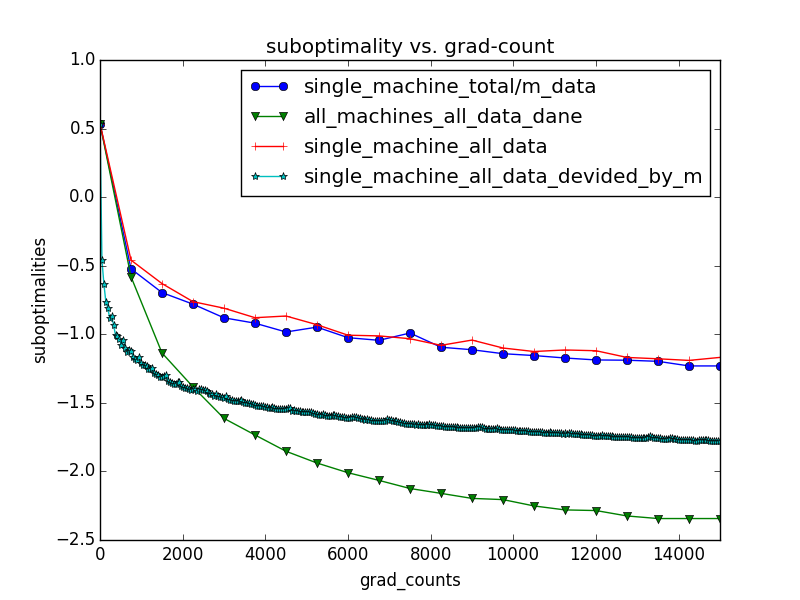 suboptimality vs. grad-count
single_machine_total/m_data
all_machines_all_data_dane
single_machine_all_data
single_machine_all_data_devided_by_m
suboptimalities
1.0
0.5
0.0
−0.5
−1.0
−1.5
−2.0
−2.5
0 2000 4000 6000 8000 10000 12000 14000
grad_counts